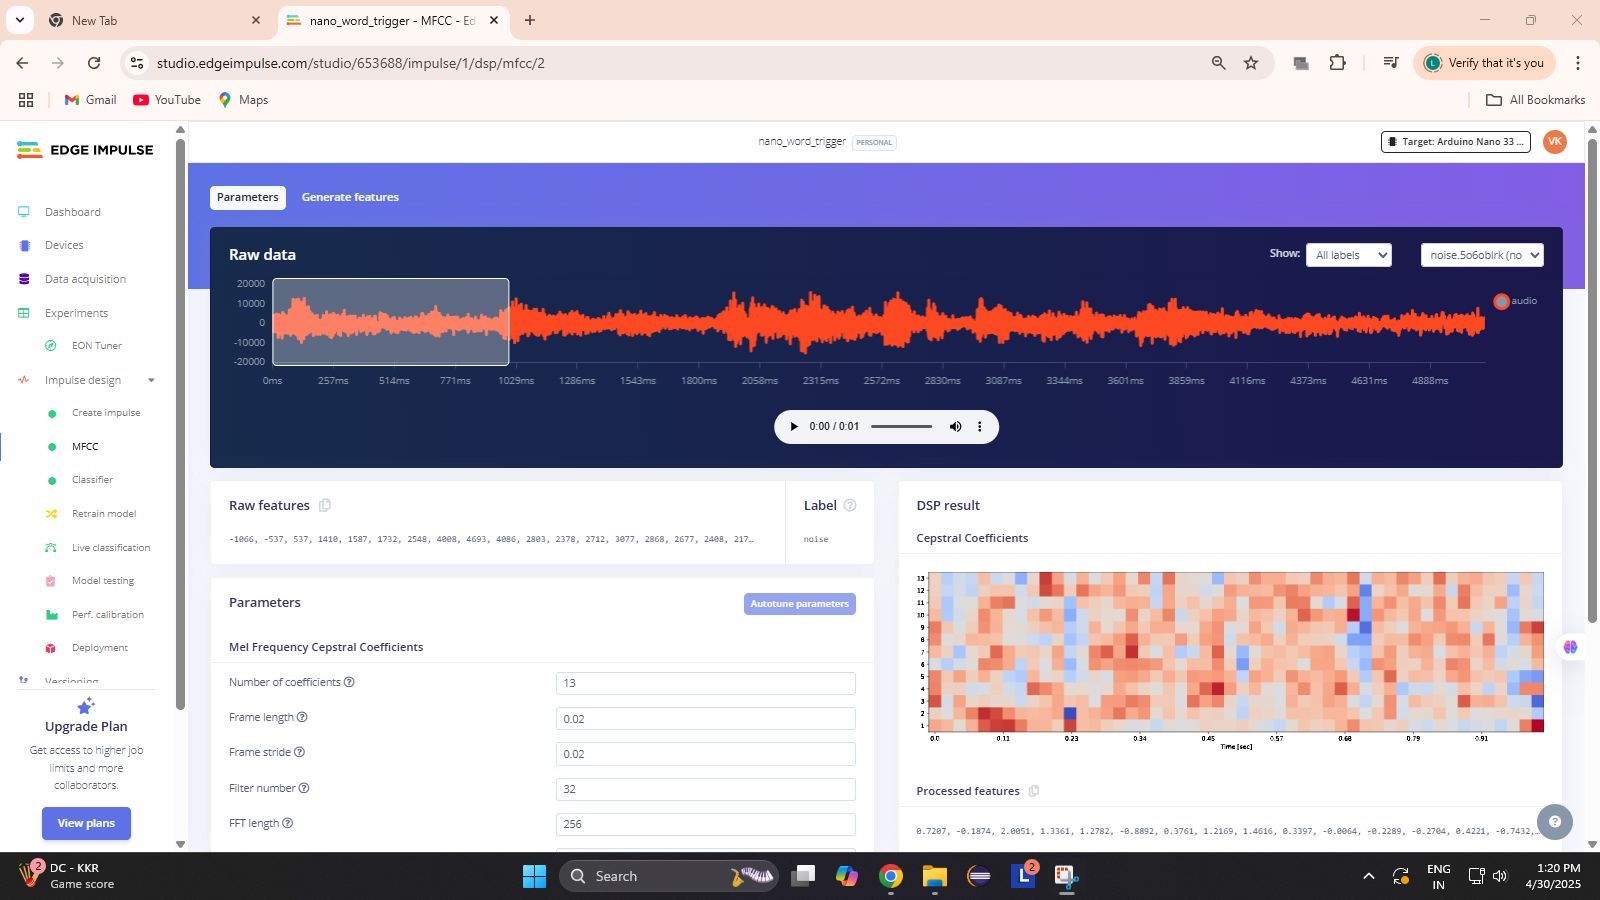 New Tab
nano_word_trigger - MFCC - Ed
studio.edgeimpulse.com/studio/653688/impulse/1/dsp/mfcc/2
L
Verify that it's you
Gmail
YouTube
Maps
All Bookmarks
EDGE IMPULSE
nano_word_trigger PERSONAL
Target: Arduino Nano 33 ...
VK
Dashboard
Devices
Data acquisition
Experiments
EON Tuner
Impulse design
Create impulse
MFCC
Classifier
Retrain model
Live classification
Model testing
Perf. calibration
Deployment
Versioning
Upgrade Plan
Get access to higher job
limits and more
collaborators.
View plans
Parameters
Generate features
Raw data
Show:
All labels
noise.5o6oblrk (no
20000
10000
0
-10000
-20000
audio
0ms 257ms 514ms 771ms 1029ms 1286ms 1543ms 1800ms 2058ms 2315ms 2572ms 2830ms 3087ms 3344ms 3601ms 3859ms 4116ms 4373ms 4631ms 4888ms
0:00 / 0:01
Raw features
-1066, -537, 537, 1410, 1587, 1732, 2548, 4008, 4693, 4086, 2803, 2378, 2712, 3077, 2868, 2677, 2408, 217…
Label
noise
Parameters
Autotune parameters
Mel Frequency Cepstral Coefficients
Number of coefficients
13
Frame length
0.02
Frame stride
0.02
Filter number
32
FFT length
256
DSP result
Cepstral Coefficients
13
12
11
10
9
8
7
6
5
4
3
2
1
0.0 0.11 0.23 0.34 0.45 0.57 0.68 0.79 0.91
Time [sec]
Processed features
0.7207, -0.1874, 2.0051, 1.3361, 1.2782, -0.8892, 0.3761, 1.2169, 1.4616, 0.3397, -0.0064, -0.2289, -0.2704, 0.4221, -0.7432,…
2
DC - KKR
Game score
Search
L
2
ENG
IN
1:20 PM
4/30/2025